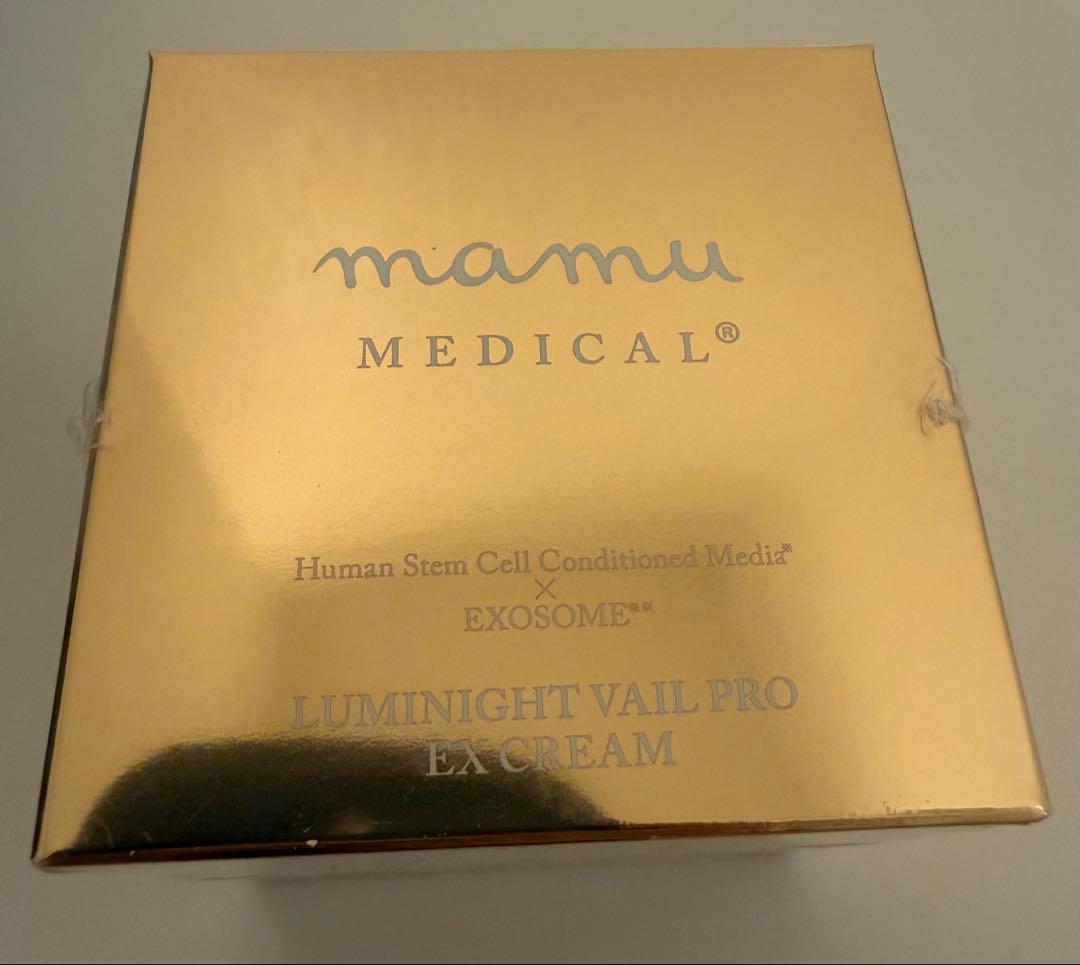 mamu
MEDICAL®
Human Stem Cell Conditioned Media※
×
EXOSOME※※
LUMINIGHT VAIL PRO
EX CREAM